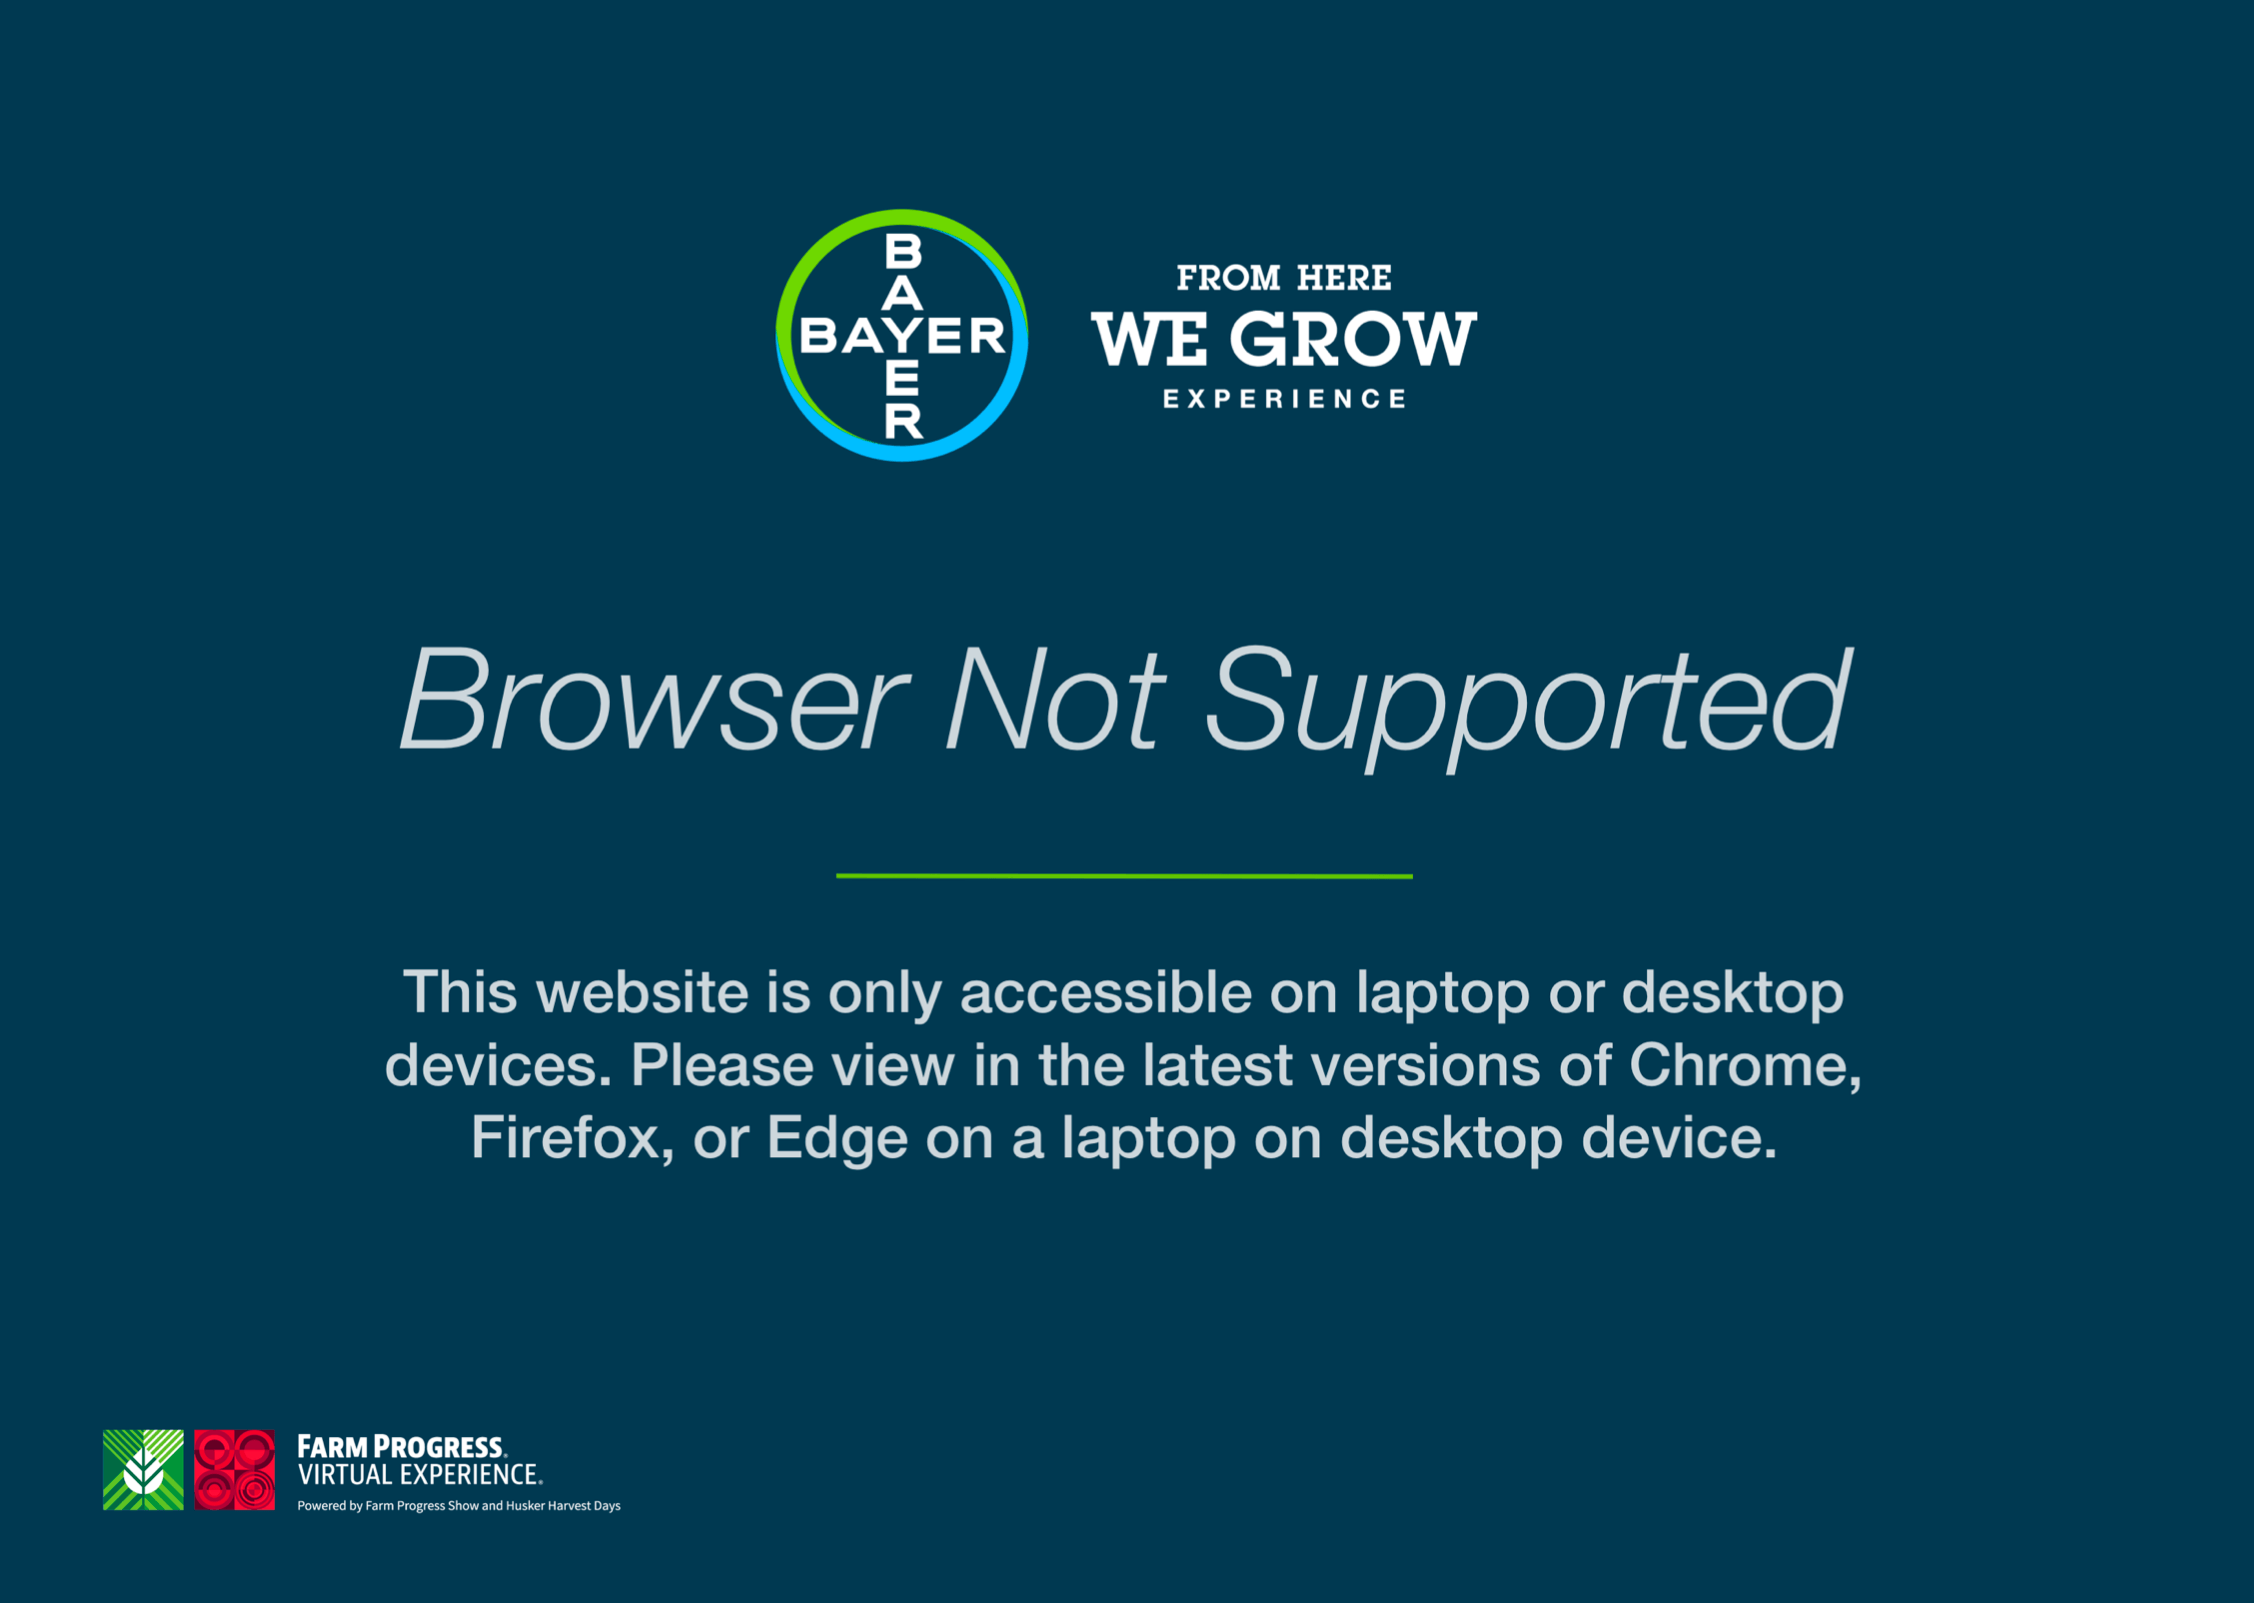 BAYER
BAYER
FROM HERE
WE GROW
EXPERIENCE
Browser Not Supported
This website is only accessible on laptop or desktop
devices. Please view in the latest versions of Chrome,
Firefox, or Edge on a laptop on desktop device.
FARM PROGRESS®
VIRTUAL EXPERIENCE®
Powered by Farm Progress Show and Husker Harvest Days